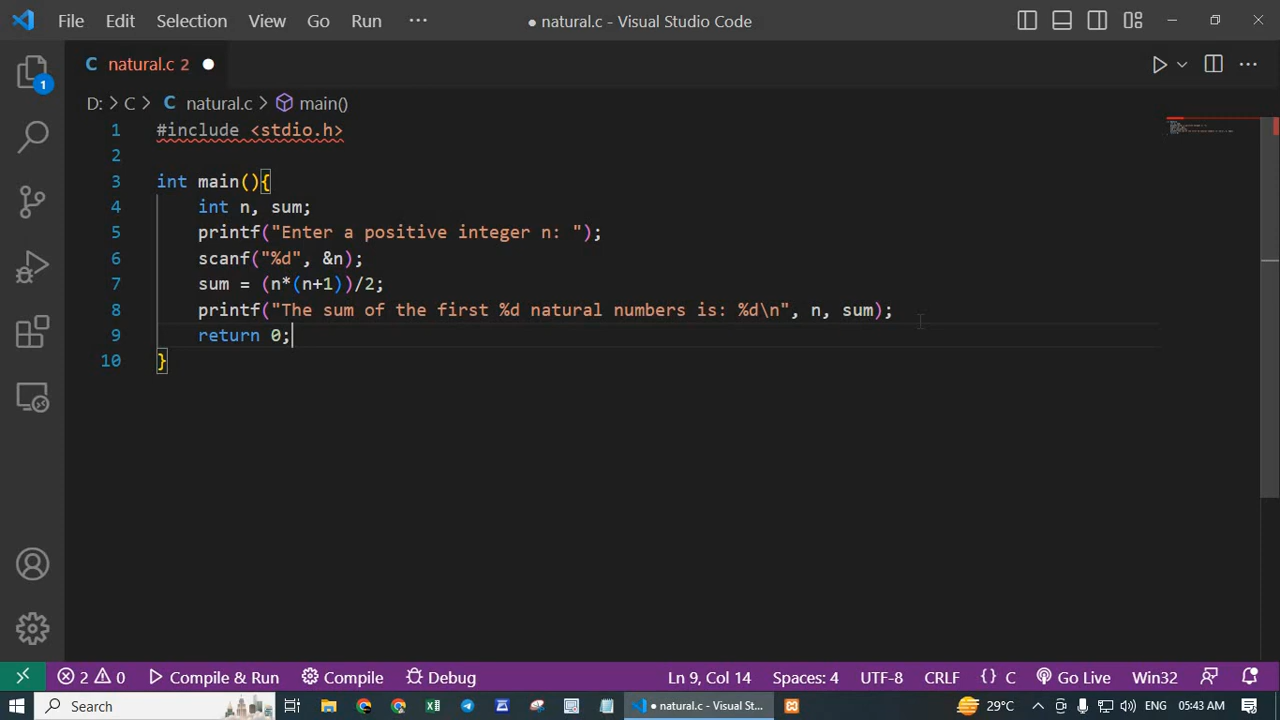 File Edit Selection View Go Run ··· ● natural.c - Visual Studio Code
C natural.c 2 ●
D: > C > C natural.c > main()
1 #include <stdio.h>
2
3 int main(){
4 int n, sum;
5 printf("Enter a positive integer n: ");
6 scanf("%d", &n);
7 sum = (n*(n+1))/2;
8 printf("The sum of the first %d natural numbers is: %d\n", n, sum);
9 return 0;
10 }
1
2 0 Compile & Run Compile Debug Ln 9, Col 14 Spaces: 4 UTF-8 CRLF {} C Go Live Win32
Search ● natural.c - Visual St... 29°C ENG 05:43 AM